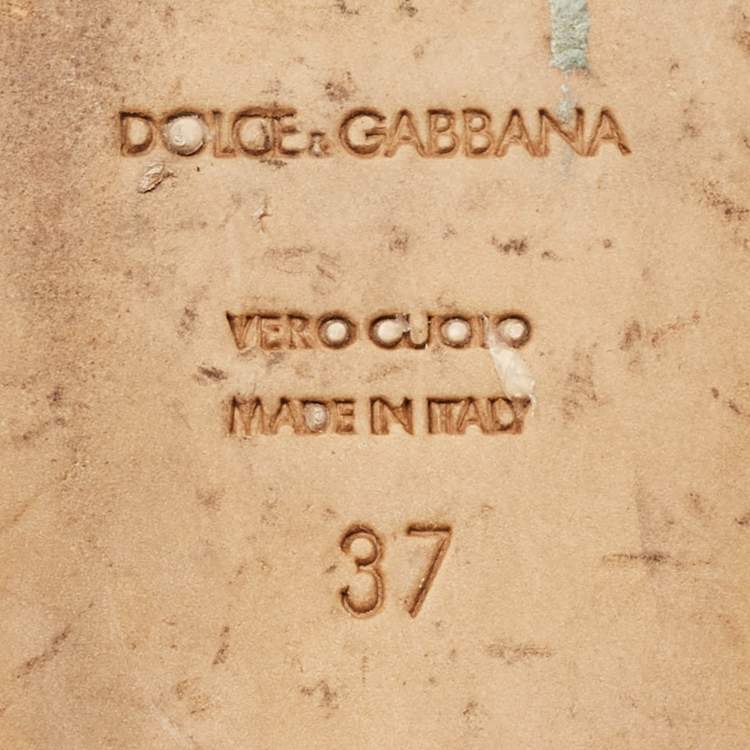 DOLCE & GABBANA
VERO CUOIO
MADE IN ITALY
37